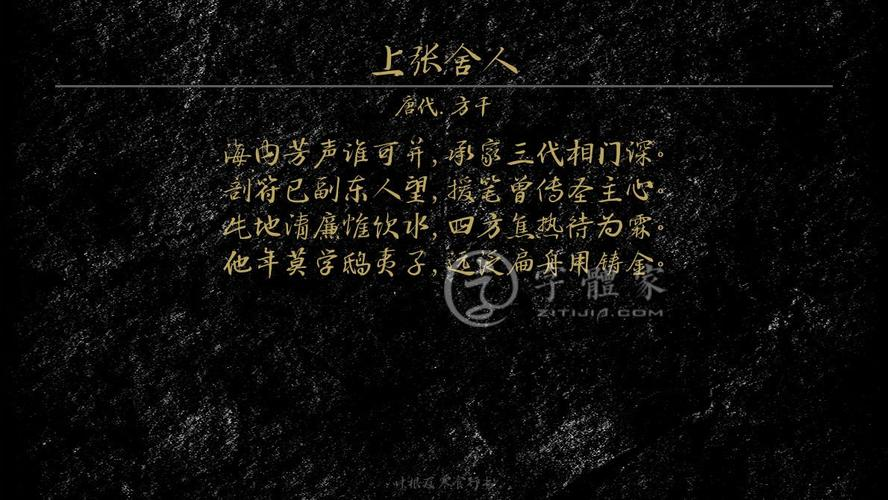 上张舍人
唐代.方干
海内芳声谁可并,承家三代相门深。
剖符已副东人望,援笔曾传圣主心。
此地清廉惟饮水,四方焦热待为霖。
他年莫学鸱夷子,远泛扁舟用铸金。
字體家
ZITIJIA.COM